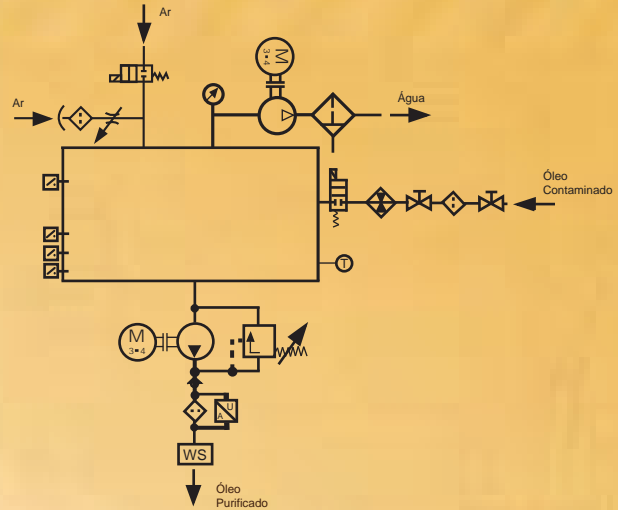 Ar
M
3~4
Ar
Água
Óleo
Contaminado
T
M
3~4
U
A
WS
Óleo
Purificado